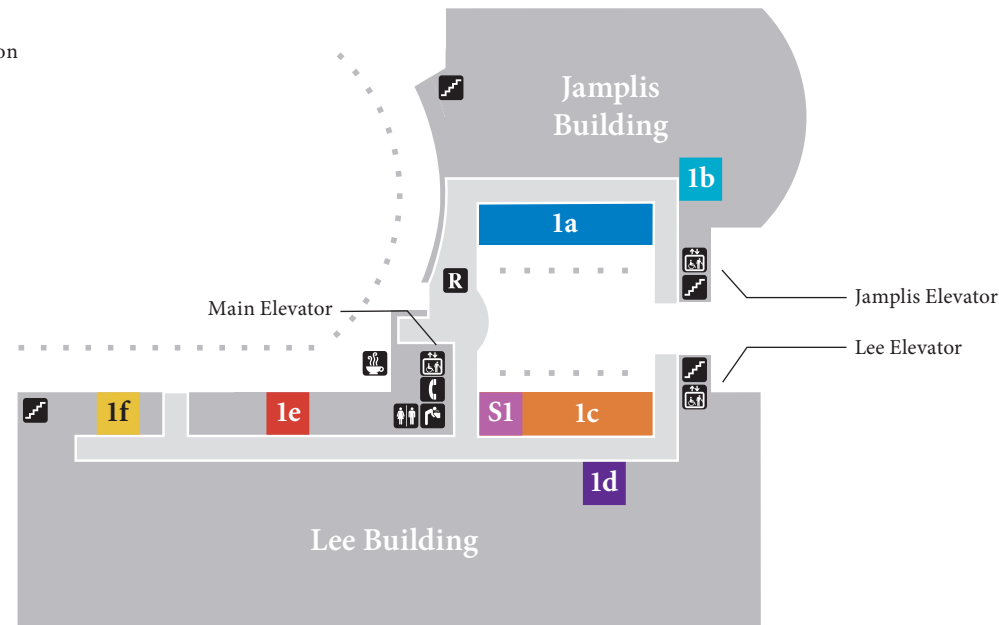 on
Jamplis
Building
1b
1a
R
Main Elevator
Jamplis Elevator
Lee Elevator
1f
1e
S1
1c
1d
Lee Building